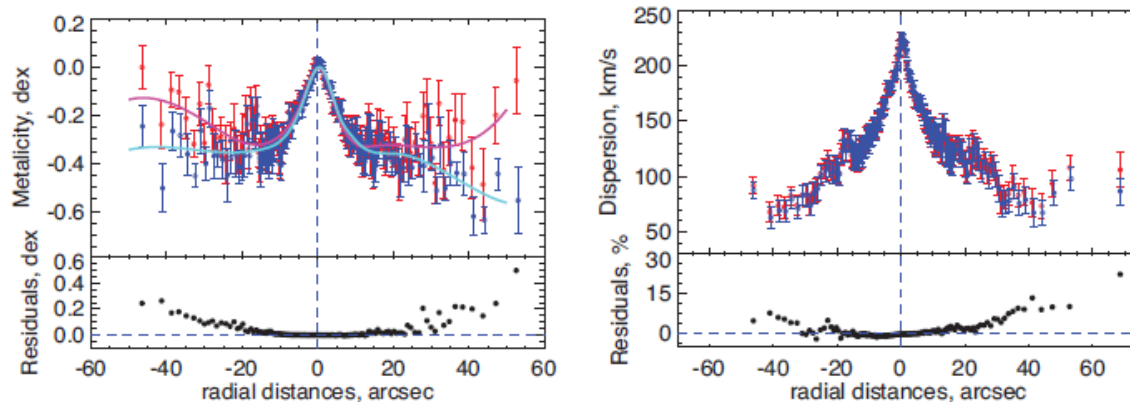 Metalicity, dex
0.2
0.0
-0.2
-0.4
-0.6
Residuals, dex
0.6
0.4
0.2
0.0
-60 -40 -20 0 20 40 60
radial distances, arcsec
Dispersion, km/s
250
200
150
100
50
Residuals, %
30
15
0
-60 -40 -20 0 20 40 60
radial distances, arcsec